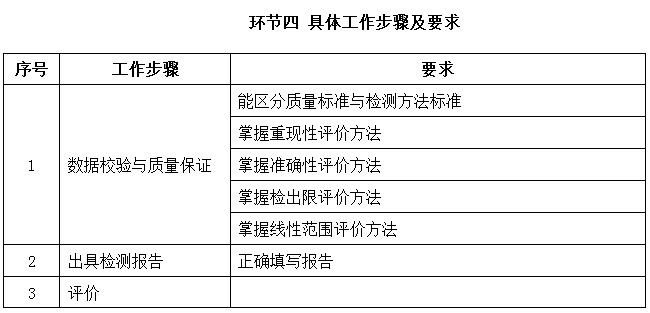 环节四 具体工作步骤及要求
序号 工作步骤 要求
能区分质量标准与检测方法标准
掌握重现性评价方法
1 数据校验与质量保证 掌握准确性评价方法
掌握检出限评价方法
掌握线性范围评价方法
2 出具检测报告 正确填写报告
3 评价